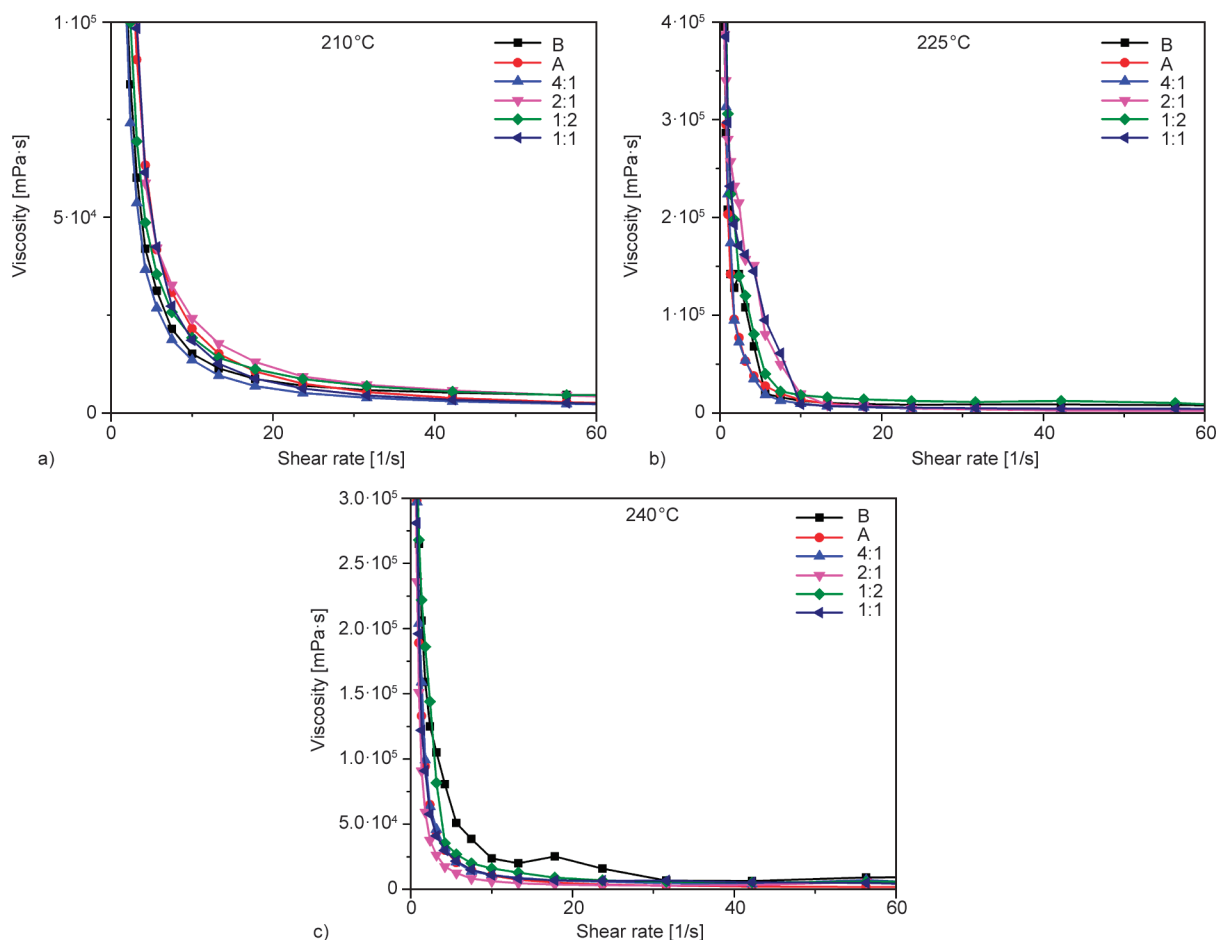 1·10⁵
210°C
B
A
4:1
2:1
1:2
1:1
Viscosity [mPa·s]
5·10⁴
0
0
20
40
60
a)
Shear rate [1/s]
4·10⁵
225°C
B
A
4:1
2:1
1:2
1:1
3·10⁵
Viscosity [mPa·s]
2·10⁵
1·10⁵
0
0
20
40
60
b)
Shear rate [1/s]
3.0·10⁵
240°C
B
A
4:1
2:1
1:2
1:1
2.5·10⁵
2.0·10⁵
Viscosity [mPa·s]
1.5·10⁵
1.0·10⁵
5.0·10⁴
0
0
20
40
60
c)
Shear rate [1/s]